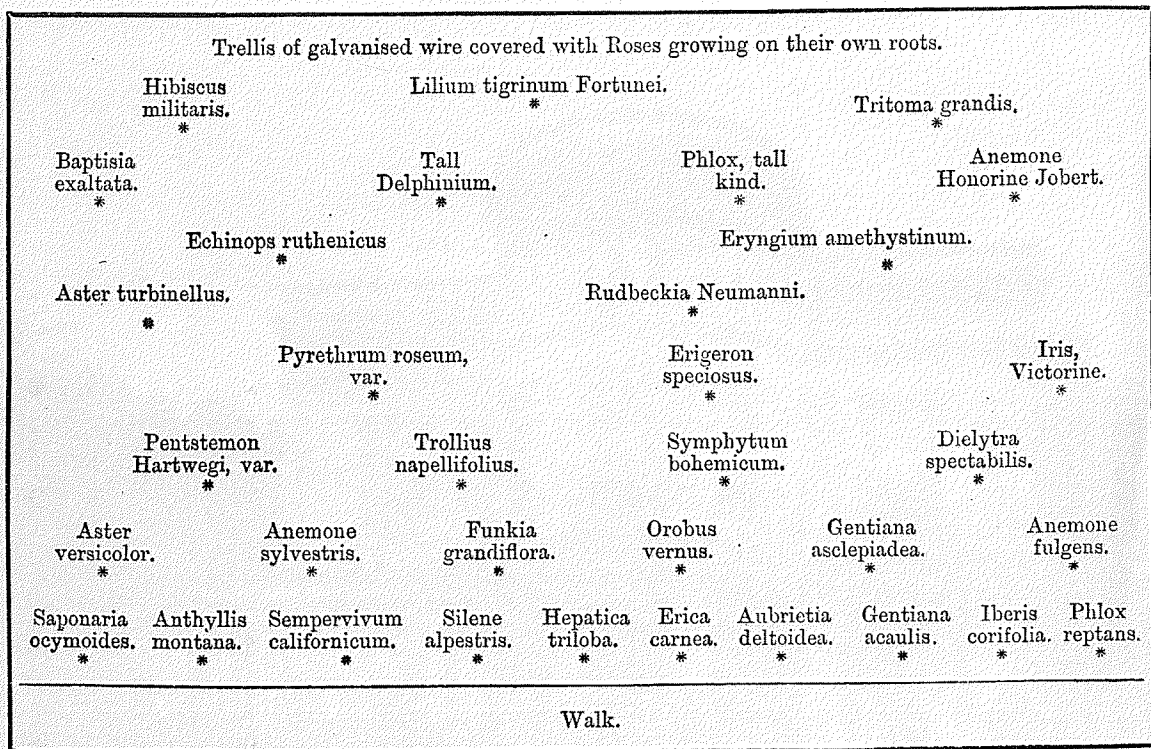 Trellis of galvanised wire covered with Roses growing on their own roots.
Hibiscus
militaris.
*
Lilium tigrinum Fortunei.
*
Tritoma grandis.
*
Baptisia
exaltata.
*
Tall
Delphinium.
*
Phlox, tall
kind.
*
Anemone
Honorine Jobert.
*
Echinops ruthenicus
*
Eryngium amethystinum.
*
Aster turbinellus.
*
Rudbeckia Neumanni.
*
Pyrethrum roseum,
var.
*
Erigeron
speciosus.
*
Iris,
Victorine.
*
Pentstemon
Hartwegi, var.
*
Trollius
napellifolius.
*
Symphytum
bohemicum.
*
Dielytra
spectabilis.
*
Aster
versicolor.
*
Anemone
sylvestris.
*
Funkia
grandiflora.
*
Orobus
vernus.
*
Gentiana
asclepiadea.
*
Anemone
fulgens.
*
Saponaria
ocymoides.
*
Anthyllis
montana.
*
Sempervivum
californicum.
*
Silene
alpestris.
*
Hepatica
triloba.
*
Erica
carnea.
*
Aubrietia
deltoidea.
*
Gentiana
acaulis.
*
Iberis
corifolia.
*
Phlox
reptans.
*
Walk.